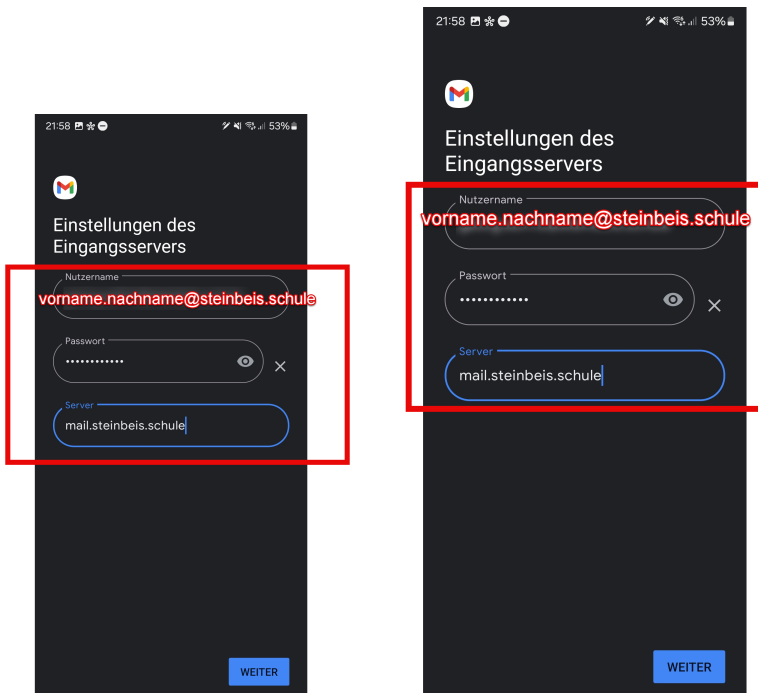 21:58 53%
Einstellungen des
Eingangsservers
Nutzername
vorname.nachname@steinbeis.schule
Passwort
••••••••••••
Server
mail.steinbeis.schule
WEITER
21:58 53%
Einstellungen des
Eingangsservers
Nutzername
vorname.nachname@steinbeis.schule
Passwort
••••••••••••
Server
mail.steinbeis.schule
WEITER